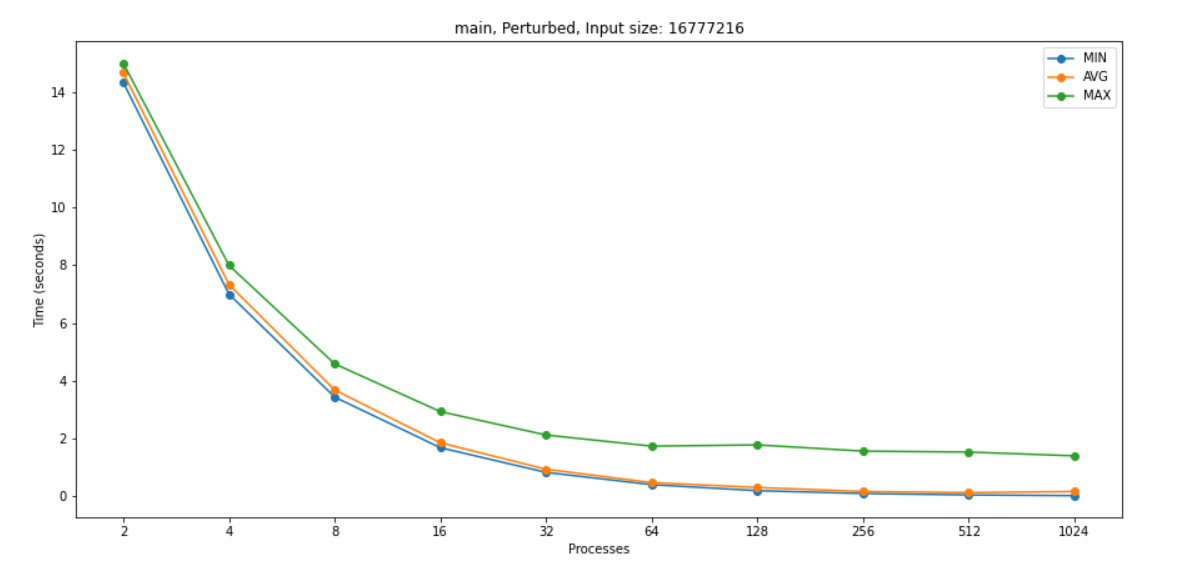 main, Perturbed, Input size: 16777216
MIN
AVG
MAX
Time (seconds)
14
12
10
8
6
4
2
0
2 4 8 16 32 64 128 256 512 1024
Processes